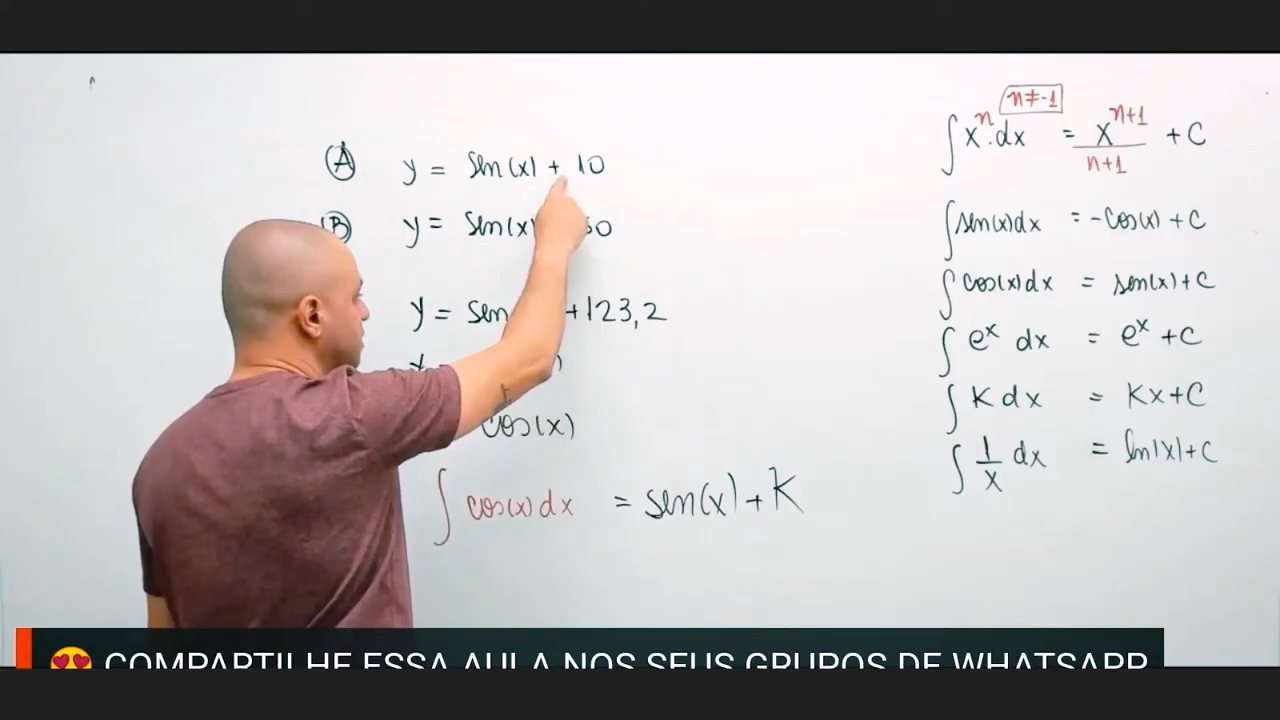 Ⓐ y = sen(x) + 10
Ⓑ y = sen(x) 50
y = sen +123,2
cos(x)
∫ cos(x) dx = sen(x) + K
n≠-1
∫ xⁿ·dx = xⁿ⁺¹/n+1 + C
∫ sen(x)dx = -cos(x) + C
∫ cos(x)dx = sen(x)+C
∫ eˣ dx = eˣ + C
∫ K dx = Kx+C
∫ 1/x dx = ln|x|+C
😍 COMPARTILHE ESSA AULA NOS SEUS GRUPOS DE WHATSAPP